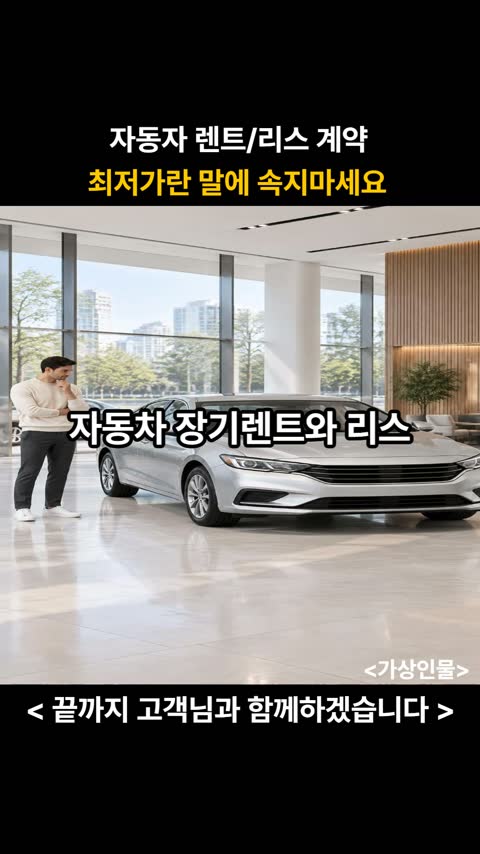 자동자 렌트/리스 계약
최저가란 말에 속지마세요
자동차 장기렌트와 리스
<가상인물>
< 끝까지 고객님과 함께하겠습니다 >